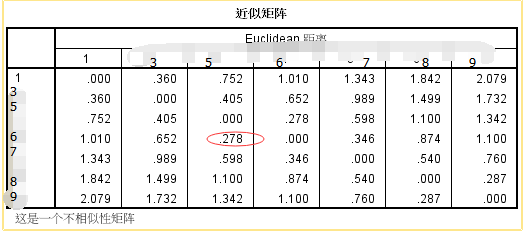 近似矩阵
Euclidean 距离
1 3 5 6 7 8 9
1 .000 .360 .752 1.010 1.343 1.842 2.079
3 .360 .000 .405 .652 .989 1.499 1.732
5 .752 .405 .000 .278 .598 1.100 1.342
6 1.010 .652 .278 .000 .346 .874 1.100
7 1.343 .989 .598 .346 .000 .540 .760
8 1.842 1.499 1.100 .874 .540 .000 .287
9 2.079 1.732 1.342 1.100 .760 .287 .000
这是一个不相似性矩阵